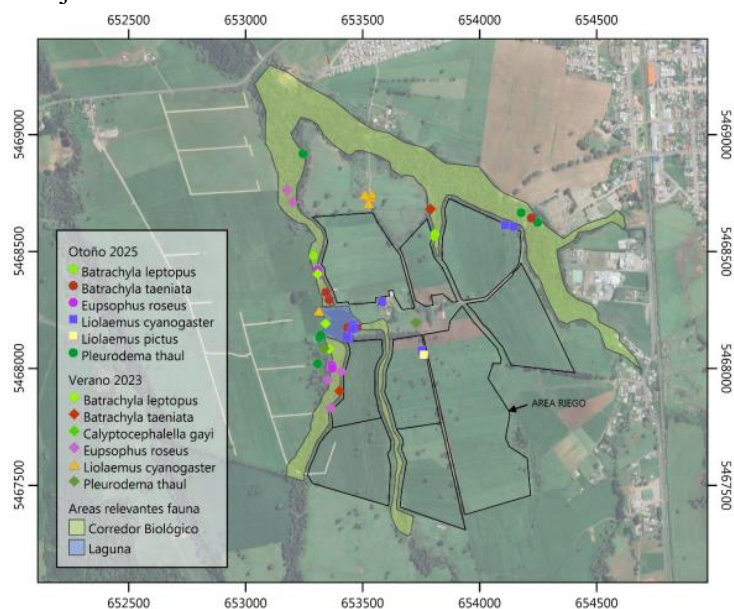 652500 653000 653500 654000 654500
5469000 5469000
5468500 5468500
Otoño 2025
Batrachyla leptopus
Batrachyla taeniata
Eupsophus roseus
Liolaemus cyanogaster
Liolaemus pictus
Pleurodema thaul
Verano 2023
Batrachyla leptopus
Batrachyla taeniata
Calyptocephalella gayi
Eupsophus roseus
Liolaemus cyanogaster
Pleurodema thaul
Areas relevantes fauna
Corredor Biológico
Laguna
5468000 5468000
AREA RIEGO
5467500 5467500
652500 653000 653500 654000 654500